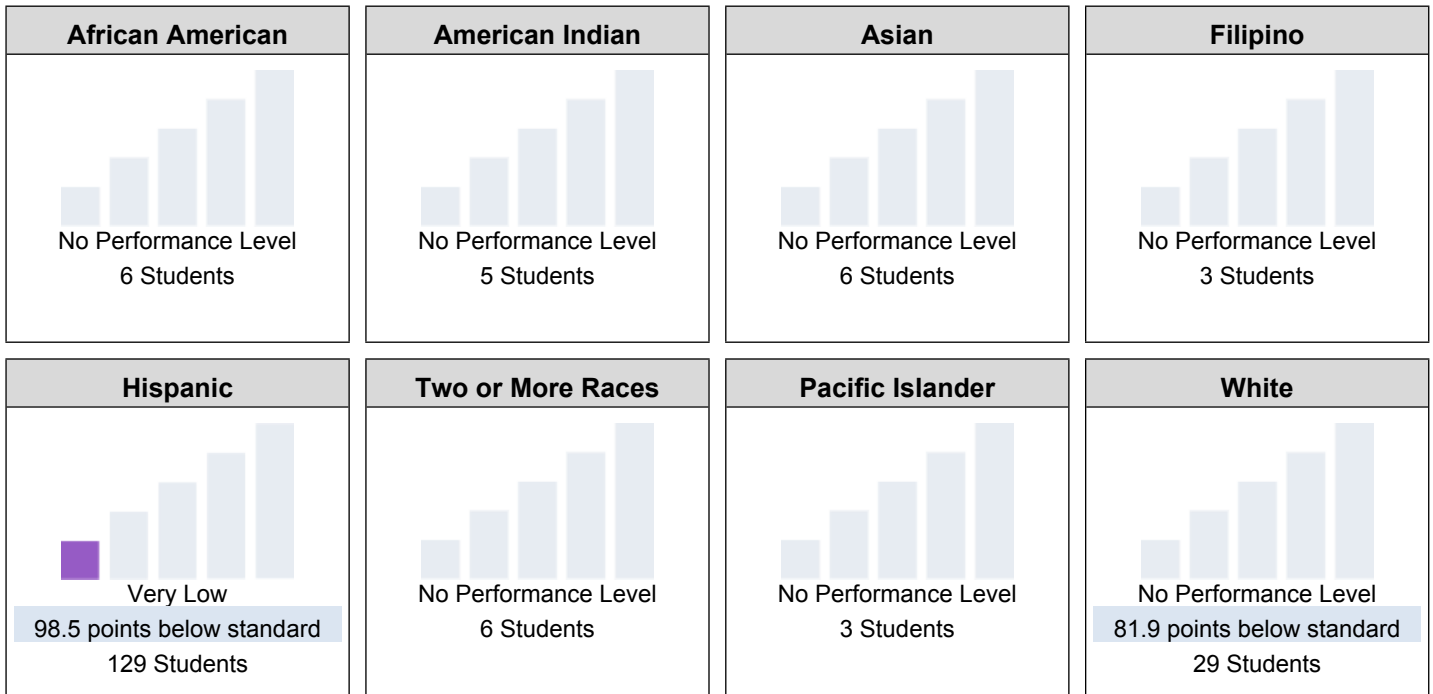 African American
No Performance Level
6 Students
American Indian
No Performance Level
5 Students
Asian
No Performance Level
6 Students
Filipino
No Performance Level
3 Students
Hispanic
Very Low
98.5 points below standard
129 Students
Two or More Races
No Performance Level
6 Students
Pacific Islander
No Performance Level
3 Students
White
No Performance Level
81.9 points below standard
29 Students